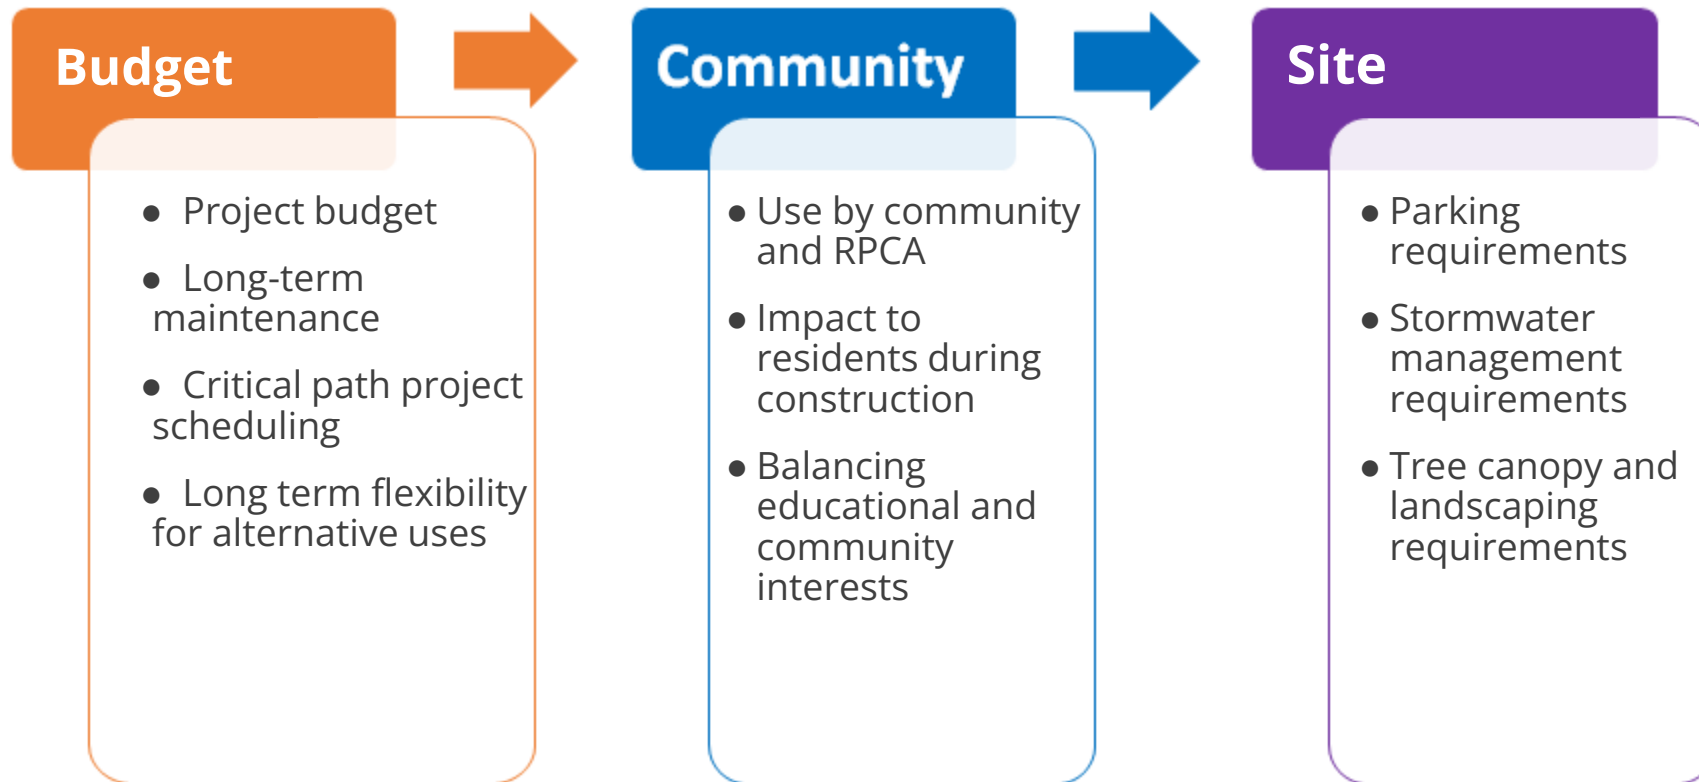 Budget
● Project budget
● Long-term
maintenance
● Critical path project
scheduling
● Long term flexibility
for alternative uses
Community
● Use by community
and RPCA
● Impact to
residents during
construction
● Balancing
educational and
community
interests
Site
● Parking
requirements
● Stormwater
management
requirements
● Tree canopy and
landscaping
requirements